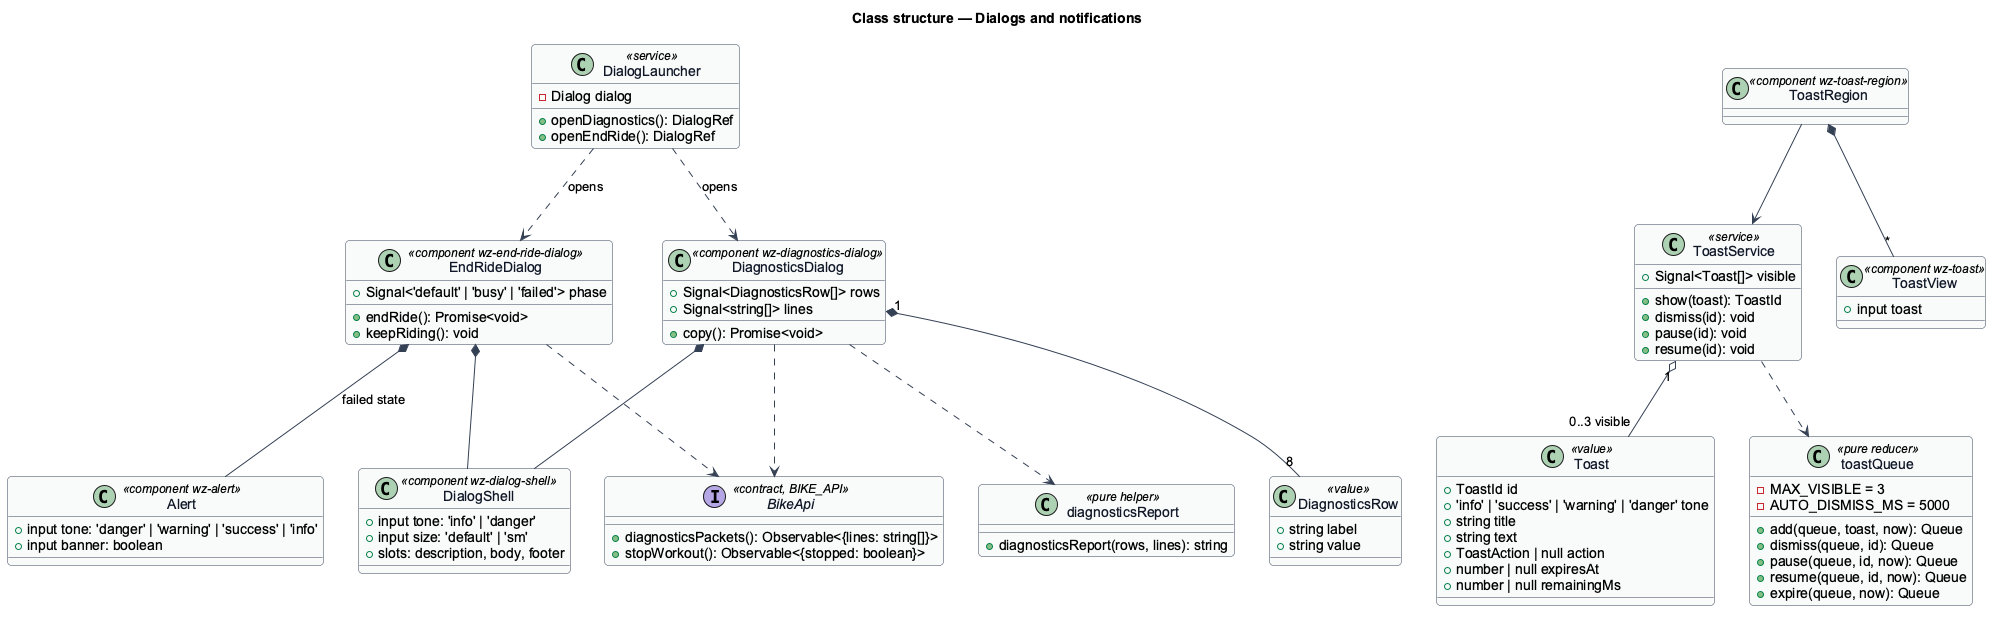 Class structure — Dialogs and notifications
«service»
DialogLauncher
Dialog dialog
openDiagnostics(): DialogRef
openEndRide(): DialogRef
«component wz-toast-region»
ToastRegion
opens
opens
«component wz-end-ride-dialog»
EndRideDialog
Signal<'default' | 'busy' | 'failed'> phase
endRide(): Promise<void>
keepRiding(): void
«component wz-diagnostics-dialog»
DiagnosticsDialog
Signal<DiagnosticsRow[]> rows
Signal<string[]> lines
copy(): Promise<void>
1
«service»
ToastService
Signal<Toast[]> visible
show(toast): ToastId
dismiss(id): void
pause(id): void
resume(id): void
*
«component wz-toast»
ToastView
input toast
failed state
8
1
0..3 visible
«component wz-alert»
Alert
input tone: 'danger' | 'warning' | 'success' | 'info'
input banner: boolean
«component wz-dialog-shell»
DialogShell
input tone: 'info' | 'danger'
input size: 'default' | 'sm'
slots: description, body, footer
«contract, BIKE_API»
BikeApi
diagnosticsPackets(): Observable<{lines: string[]}>
stopWorkout(): Observable<{stopped: boolean}>
«pure helper»
diagnosticsReport
diagnosticsReport(rows, lines): string
«value»
DiagnosticsRow
string label
string value
«value»
Toast
ToastId id
'info' | 'success' | 'warning' | 'danger' tone
string title
string text
ToastAction | null action
number | null expiresAt
number | null remainingMs
«pure reducer»
toastQueue
MAX_VISIBLE = 3
AUTO_DISMISS_MS = 5000
add(queue, toast, now): Queue
dismiss(queue, id): Queue
pause(queue, id, now): Queue
resume(queue, id, now): Queue
expire(queue, now): Queue